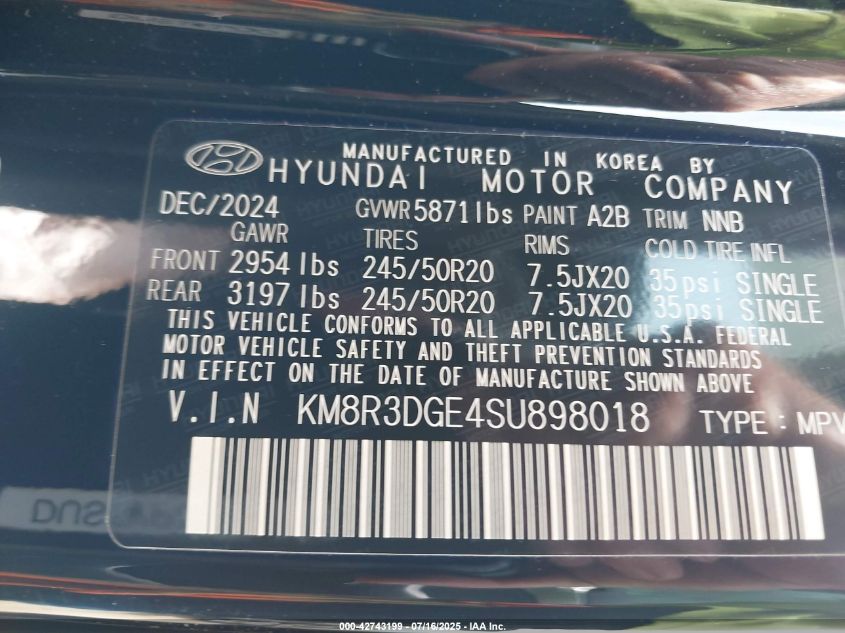 MANUFACTURED IN KOREA BY
HYUNDAI MOTOR COMPANY
DEC/2024 GVWR 5871 lbs PAINT A2B TRIM NNB
GAWR TIRES RIMS COLD TIRE INFL
FRONT 2954 lbs 245/50R20 7.5JX20 35psi SINGLE
REAR 3197 lbs 245/50R20 7.5JX20 35psi SINGLE
THIS VEHICLE CONFORMS TO ALL APPLICABLE U.S.A. FEDERAL
MOTOR VEHICLE SAFETY AND THEFT PREVENTION STANDARDS
IN EFFECT ON THE DATE OF MANUFACTURE SHOWN ABOVE
V.I.N KM8R3DGE4SU898018 TYPE : MPV
000-42743199 - 07/16/2025 - IAA Inc.